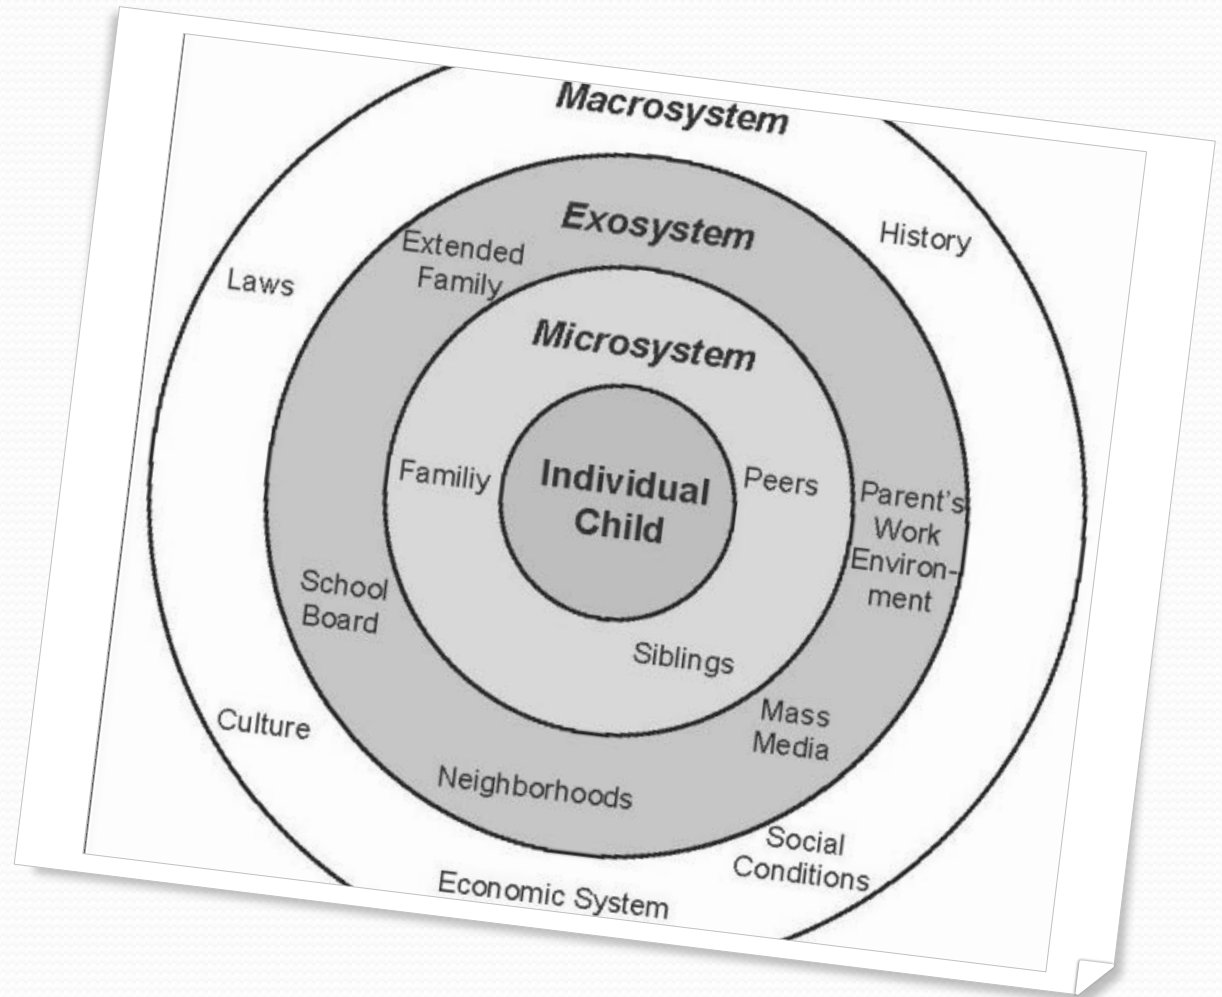 Macrosystem
Exosystem
History
Extended
Family
Laws
Microsystem
Familiy
Individual
Child
Peers
Parent's
Work
Environ-
ment
School
Board
Siblings
Mass
Media
Culture
Neighborhoods
Social
Conditions
Economic System